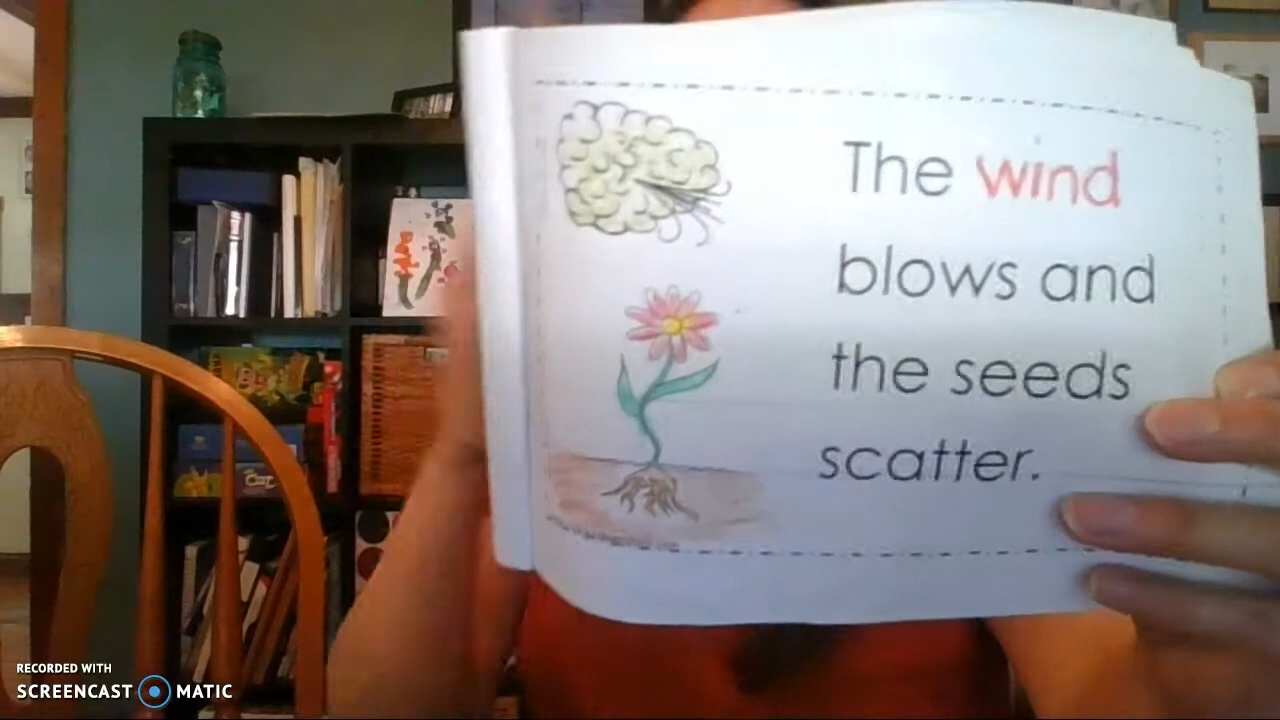 The wind
blows and
the seeds
scatter.
RECORDED WITH
SCREENCAST MATIC